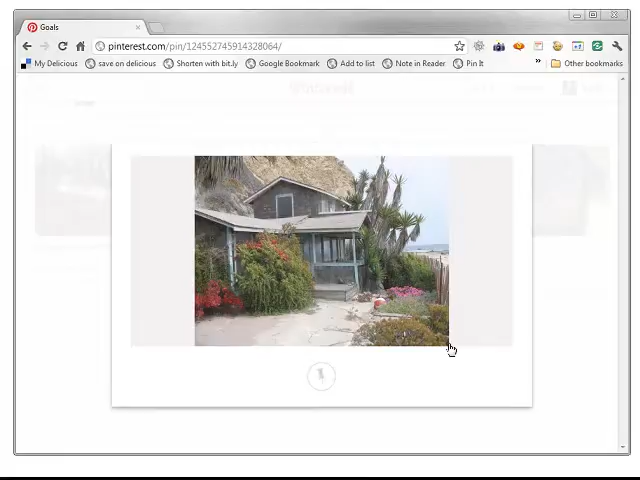 Goals
pinterest.com/pin/124552745914328064/
My Delicious save on delicious Shorten with bit.ly Google Bookmark Add to list Note in Reader Pin It » Other bookmarks